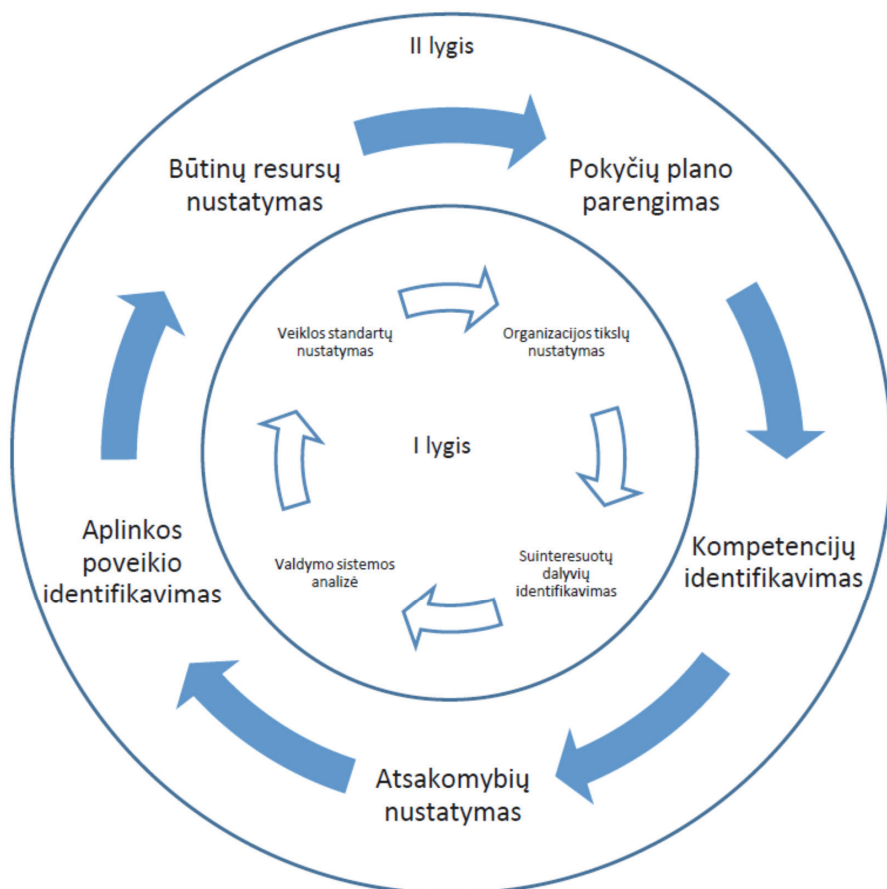 II lygis
Būtinų resursų
nustatymas
Pokyčių plano
parengimas
Veiklos standartų
nustatymas
Organizacijos tikslų
nustatymas
I lygis
Aplinkos
poveikio
identifikavimas
Valdymo sistemos
analizė
Suinteresuotų
dalyvių
identifikavimas
Kompetencijų
identifikavimas
Atsakomybių
nustatymas